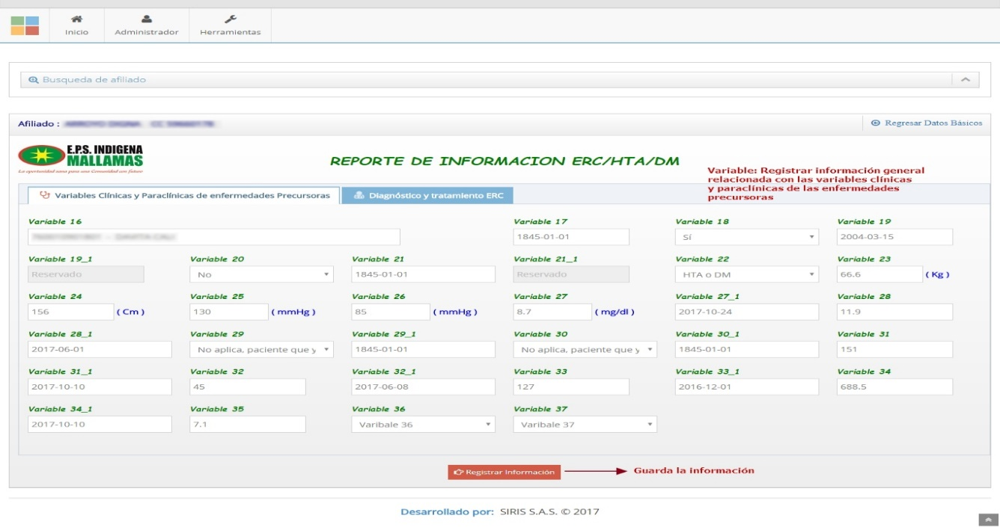 Inicio Administrador Herramientas
Busqueda de afiliado
Afiliado :
Regresar Datos Básicos
E.P.S. INDIGENA
MALLAMAS
La oportunidad sana para una Comunidad con futuro
REPORTE DE INFORMACION ERC/HTA/DM
Variable: Registrar información general
relacionada con las variables clínicas
y paraclínicas de las enfermedades
precursoras
Variables Clínicas y Paraclínicas de enfermedades Precursoras
Diagnóstico y tratamiento ERC
Variable 16 Variable 17 Variable 18 Variable 19
1845-01-01 Sí 2004-03-15
Variable 19_1 Variable 20 Variable 21 Variable 21_1 Variable 22 Variable 23
Reservado No 1845-01-01 Reservado HTA o DM 66.6 ( Kg )
Variable 24 Variable 25 Variable 26 Variable 27 Variable 27_1 Variable 28
156 ( Cm ) 130 ( mmHg ) 85 ( mmHg ) 8.7 ( mg/dl ) 2017-10-24 11.9
Variable 28_1 Variable 29 Variable 29_1 Variable 30 Variable 30_1 Variable 31
2017-06-01 No aplica, paciente que y 1845-01-01 No aplica, paciente que y 1845-01-01 151
Variable 31_1 Variable 32 Variable 32_1 Variable 33 Variable 33_1 Variable 34
2017-10-10 45 2017-06-08 127 2016-12-01 688.5
Variable 34_1 Variable 35 Variable 36 Variable 37
2017-10-10 7.1 Varibale 36 Varibale 37
Registrar Información
Guarda la información
Desarrollado por: SIRIS S.A.S. © 2017